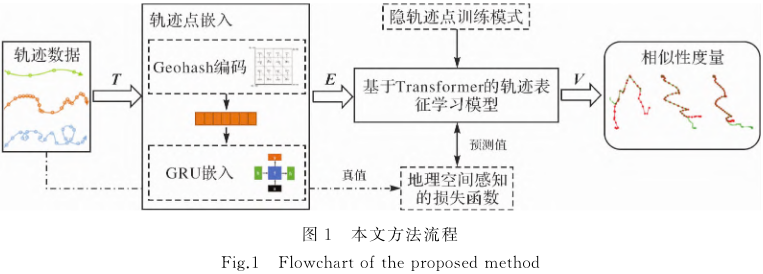 轨迹数据
T
轨迹点嵌入
Geohash编码
GRU嵌入
E
隐轨迹点训练模式
基于Transformer的轨迹表
征学习模型
预测值
真值
地理空间感知
的损失函数
V
相似性度量
图 1 本文方法流程
Fig.1 Flowchart of the proposed method